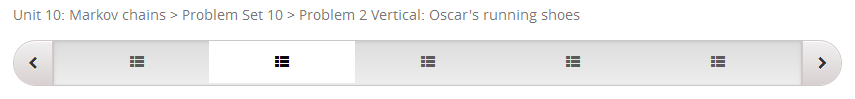 Unit 10: Markov chains > Problem Set 10 > Problem 2 Vertical: Oscar's running shoes